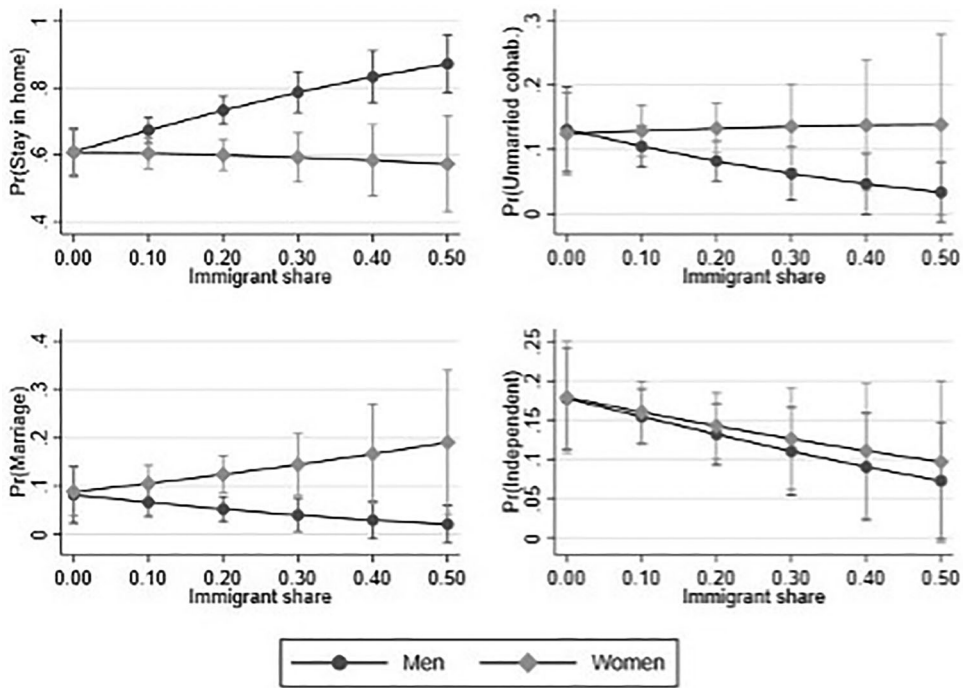 Pr(Stay in home)
1
.8
.6
.4
0.00 0.10 0.20 0.30 0.40 0.50
Immigrant share
Pr(Unmarried cohab.)
.3
.2
.1
0
0.00 0.10 0.20 0.30 0.40 0.50
Immigrant share
Pr(Marriage)
.4
.3
.2
.1
0
0.00 0.10 0.20 0.30 0.40 0.50
Immigrant share
Pr(Independent)
.25
.2
.15
.1
.05
0
0.00 0.10 0.20 0.30 0.40 0.50
Immigrant share
Men Women